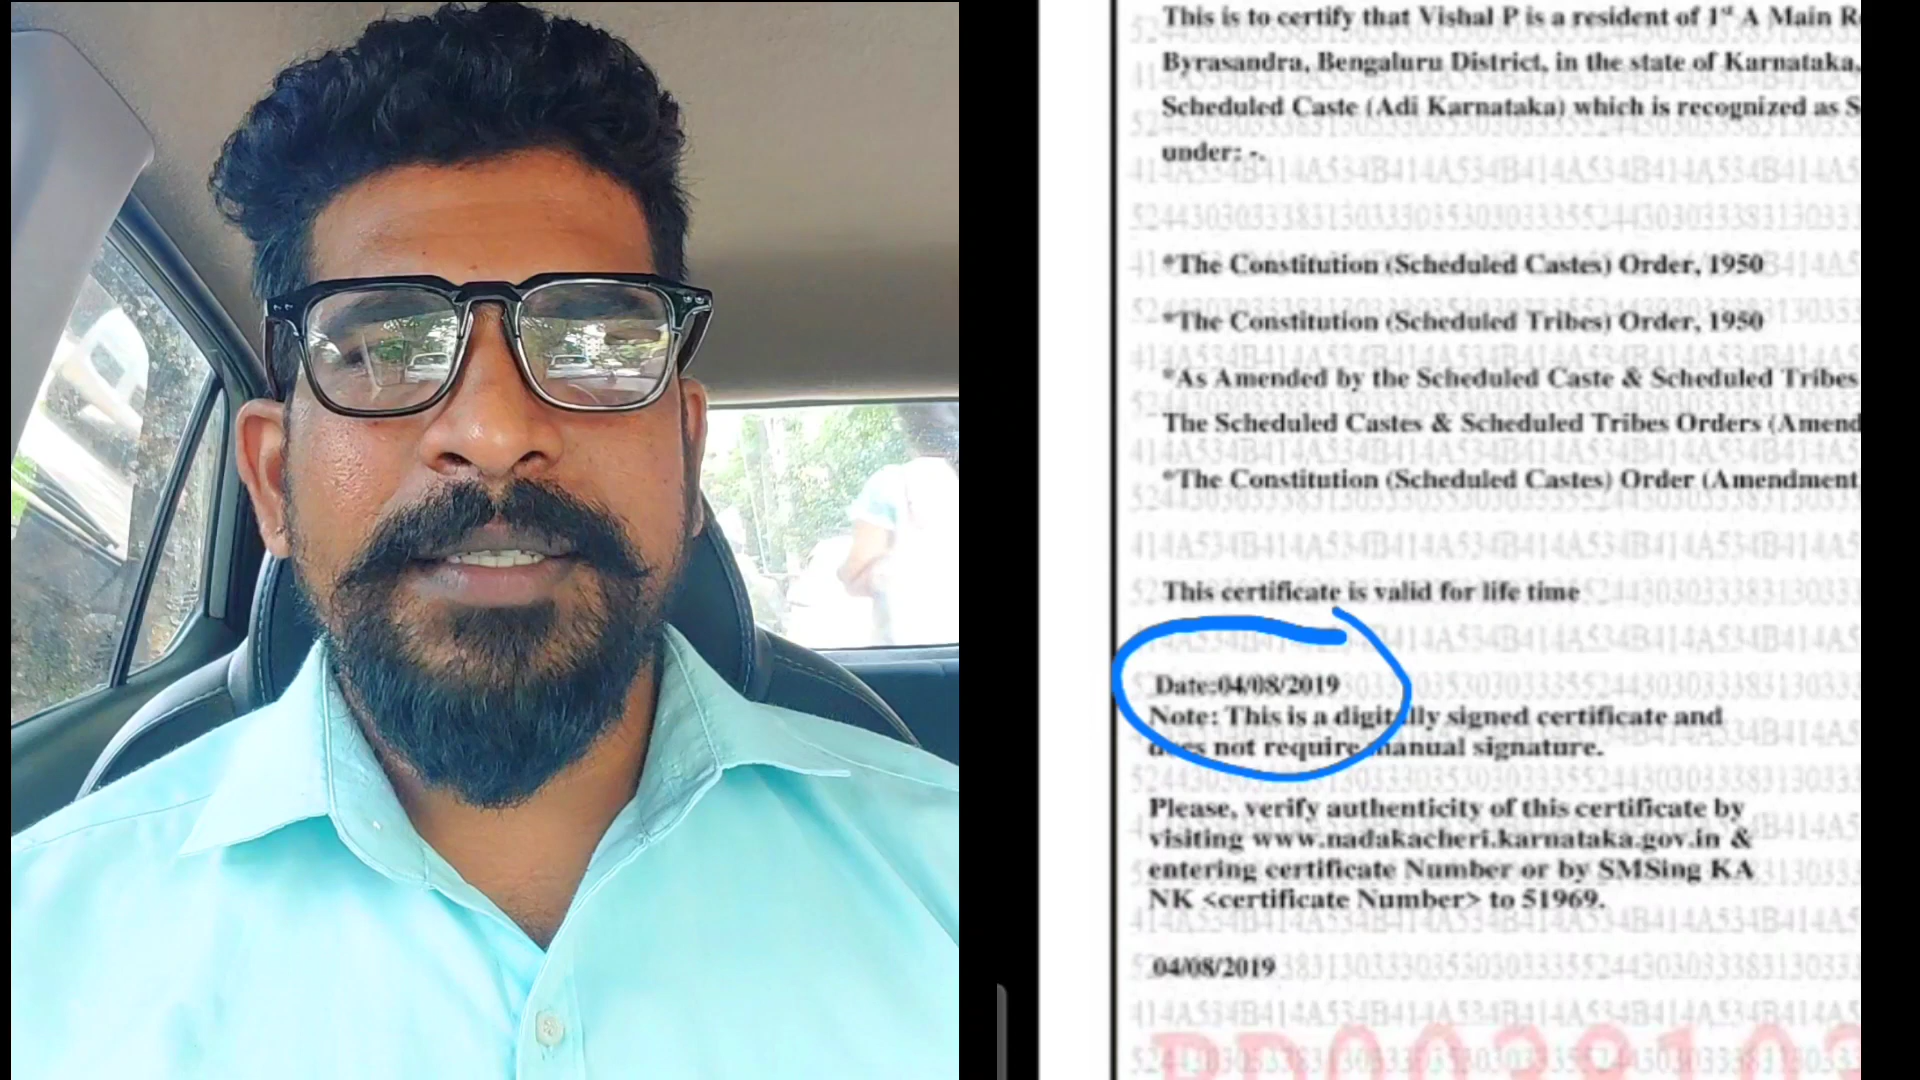 This is to certify that Vishal P is a resident of 1st A Main R
Byrasandra, Bengaluru District, in the state of Karnataka,
Scheduled Caste (Adi Karnataka) which is recognized as S
under: -.
*The Constitution (Scheduled Castes) Order, 1950
*The Constitution (Scheduled Tribes) Order, 1950
*As Amended by the Scheduled Caste & Scheduled Tribes
The Scheduled Castes & Scheduled Tribes Orders (Amend
*The Constitution (Scheduled Castes) Order (Amendment
This certificate is valid for life time
Date:04/08/2019
Note: This is a digitally signed certificate and
does not require manual signature.
Please, verify authenticity of this certificate by
visiting www.nadakacheri.karnataka.gov.in &
entering certificate Number or by SMSing KA
NK <certificate Number> to 51969.
04/08/2019